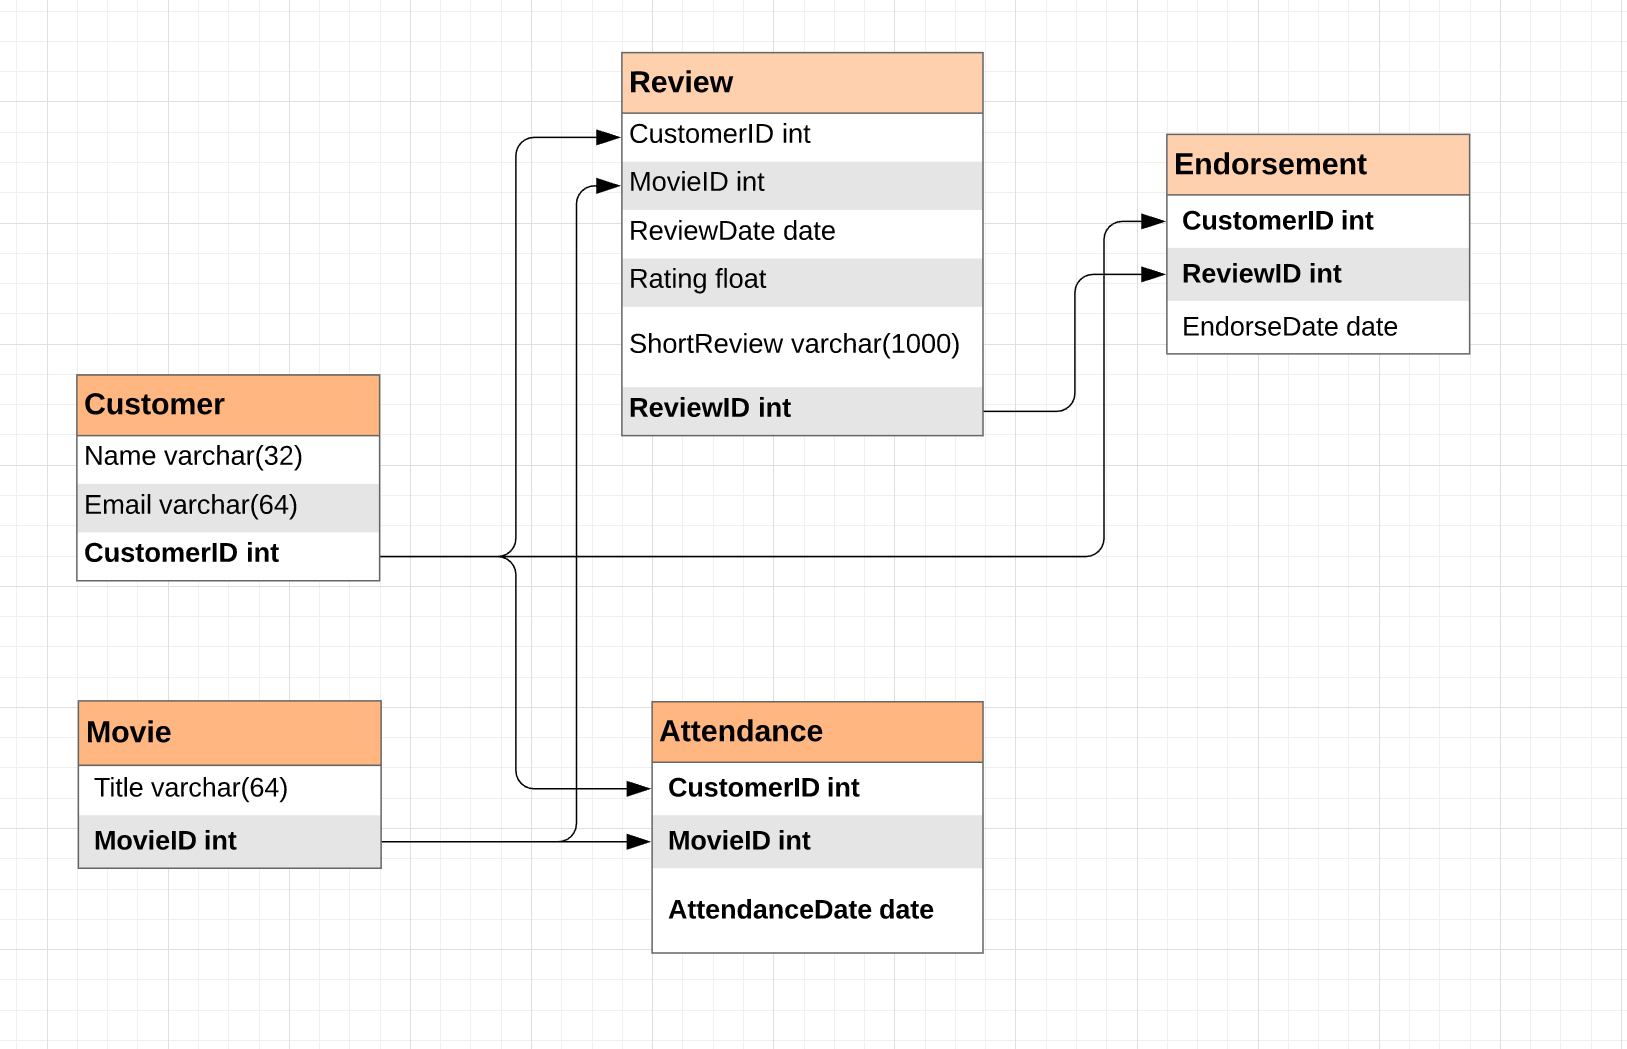 Review
CustomerID int
MovieID int
ReviewDate date
Rating float
ShortReview varchar(1000)
ReviewID int
Endorsement
CustomerID int
ReviewID int
EndorseDate date
Customer
Name varchar(32)
Email varchar(64)
CustomerID int
Movie
Title varchar(64)
MovieID int
Attendance
CustomerID int
MovieID int
AttendanceDate date